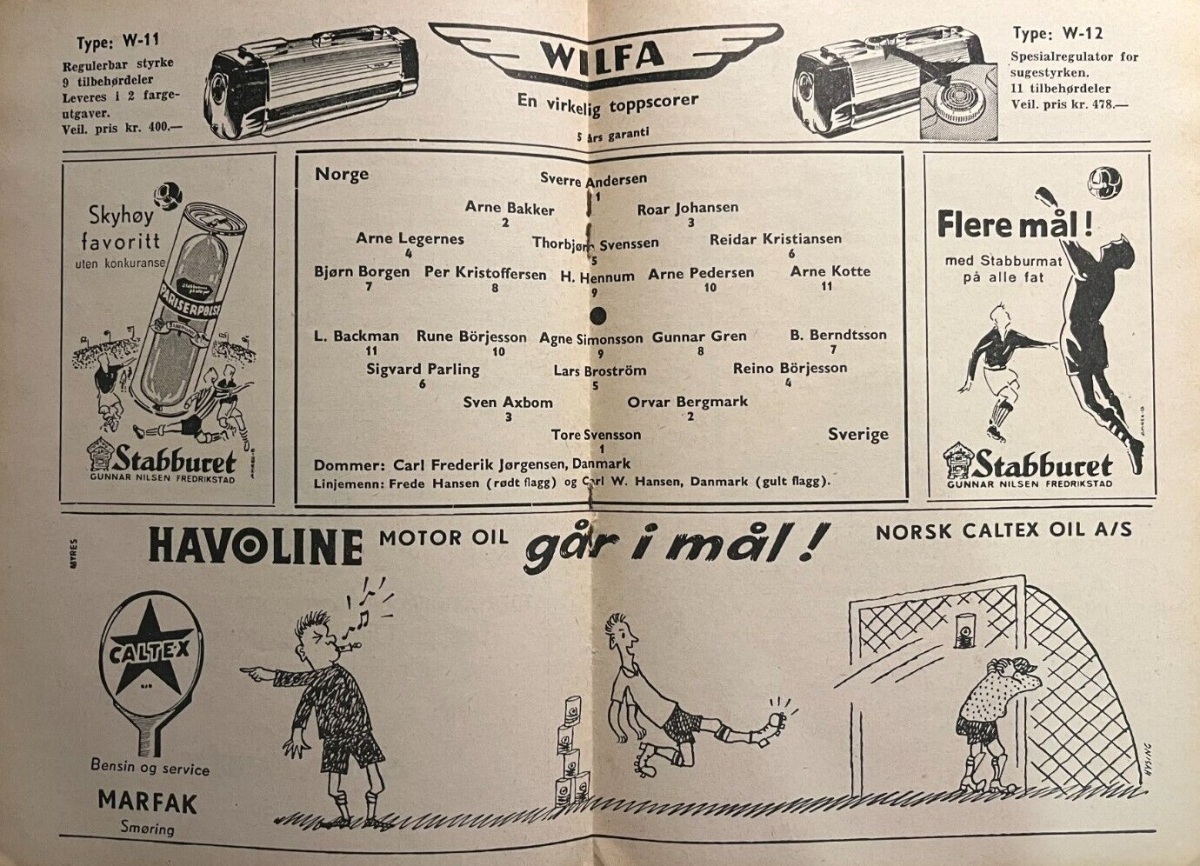 Type: W-11
Regulerbar styrke
9 tilbehørdeler
Leveres i 2 farge-
utgaver.
Veil. pris kr. 400.—
WILFA
En virkelig toppscorer
5 års garanti
Type: W-12
Spesialregulator for
sugestyrken.
11 tilbehørdeler
Veil. pris kr. 478.—
Skyhøy
favoritt
uten konkuranse
PARISERPØLSE
Stabburet
GUNNAR NILSEN FREDRIKSTAD
Norge
Sverre Andersen
1
Arne Bakker Roar Johansen
2 3
Arne Legernes Thorbjørn Svenssen Reidar Kristiansen
4 5 6
Bjørn Borgen Per Kristoffersen H. Hennum Arne Pedersen Arne Kotte
7 8 9 10 11
L. Backman Rune Börjesson Agne Simonsson Gunnar Gren B. Berndtsson
11 10 9 8 7
Sigvard Parling Lars Broström Reino Börjesson
6 5 4
Sven Axbom Orvar Bergmark
3 2
Tore Svensson
1
Sverige
Dommer: Carl Frederik Jørgensen, Danmark
Linjemenn: Frede Hansen (rødt flagg) og Carl W. Hansen, Danmark (gult flagg).
Flere mål!
med Stabburmat
på alle fat
Stabburet
GUNNAR NILSEN FREDRIKSTAD
MYRES
HAVOLINE MOTOR OIL går i mål! NORSK CALTEX OIL A/S
CALTEX
Bensin og service
MARFAK
Smøring
RYSING